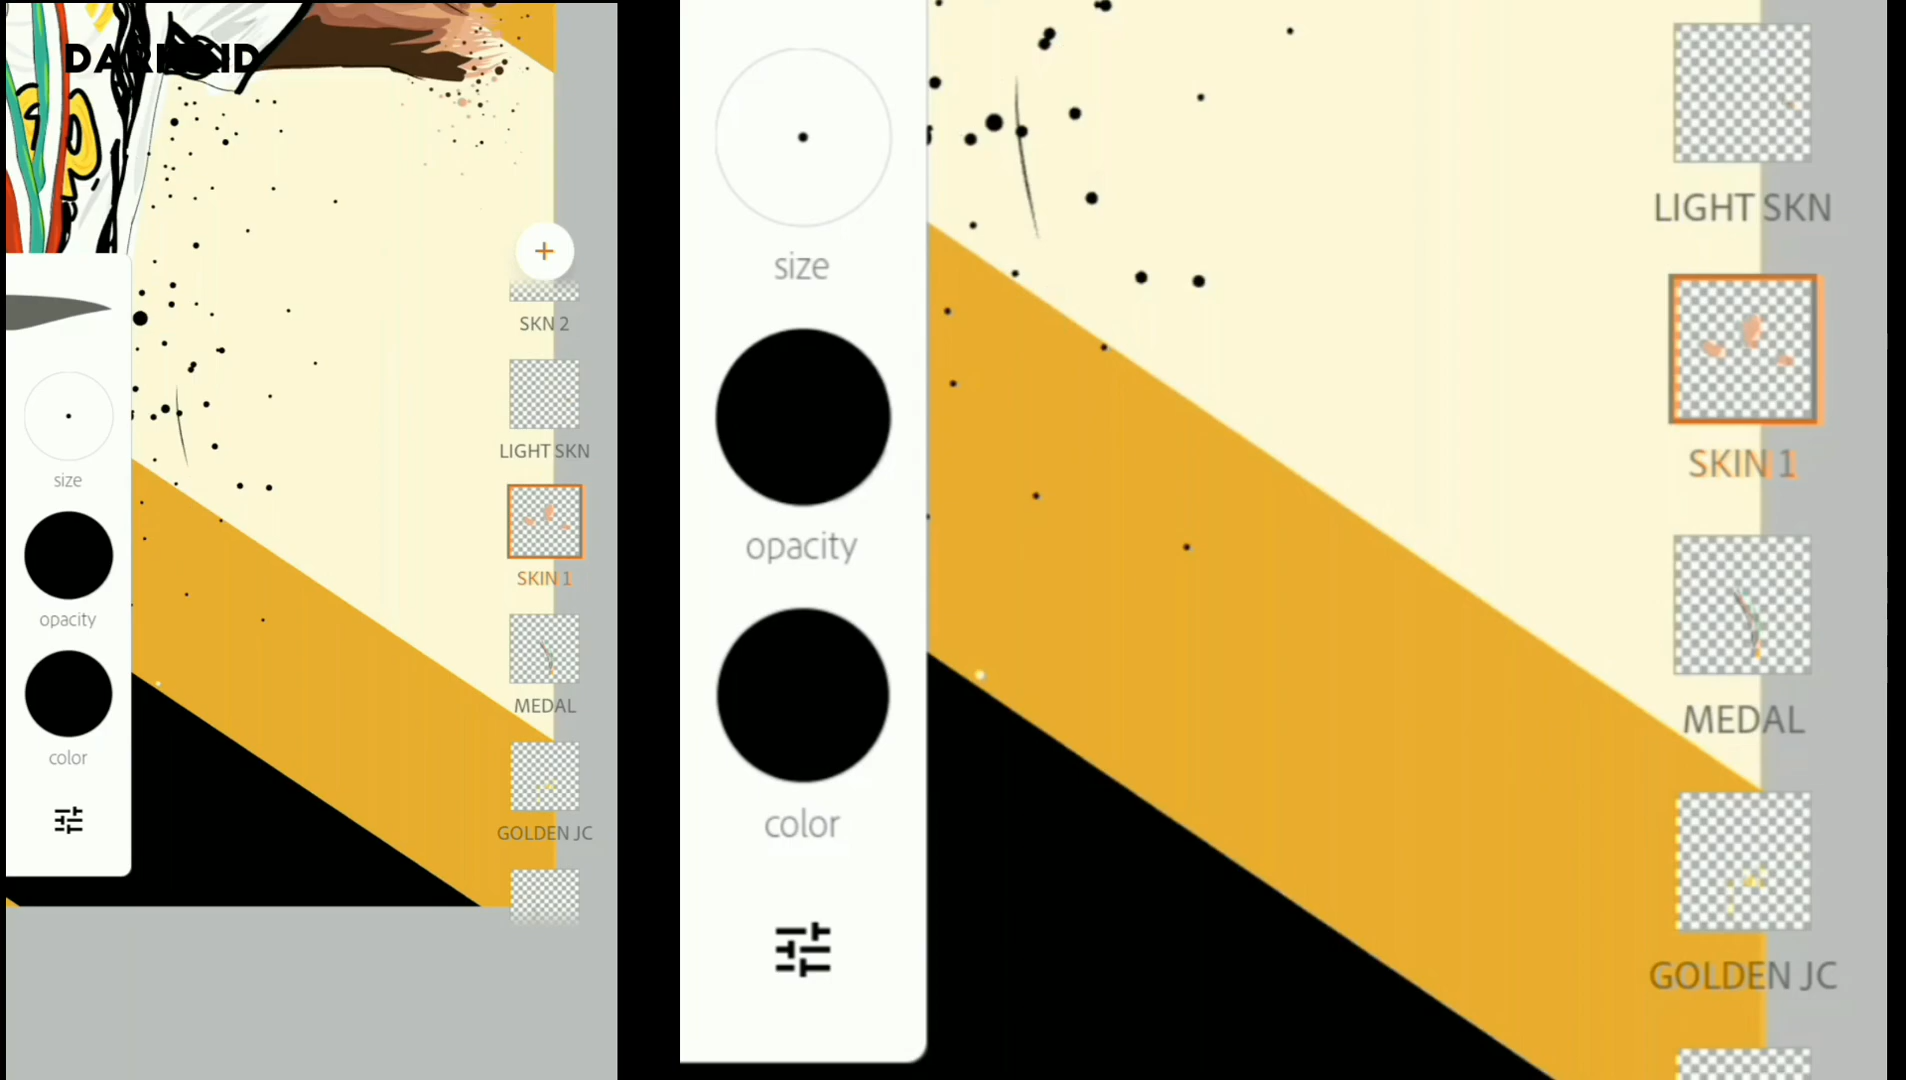 SKN 2
LIGHT SKN
size
SKIN 1
opacity
MEDAL
color
GOLDEN JC
LIGHT SKN
size
SKIN 1
opacity
MEDAL
color
GOLDEN JC